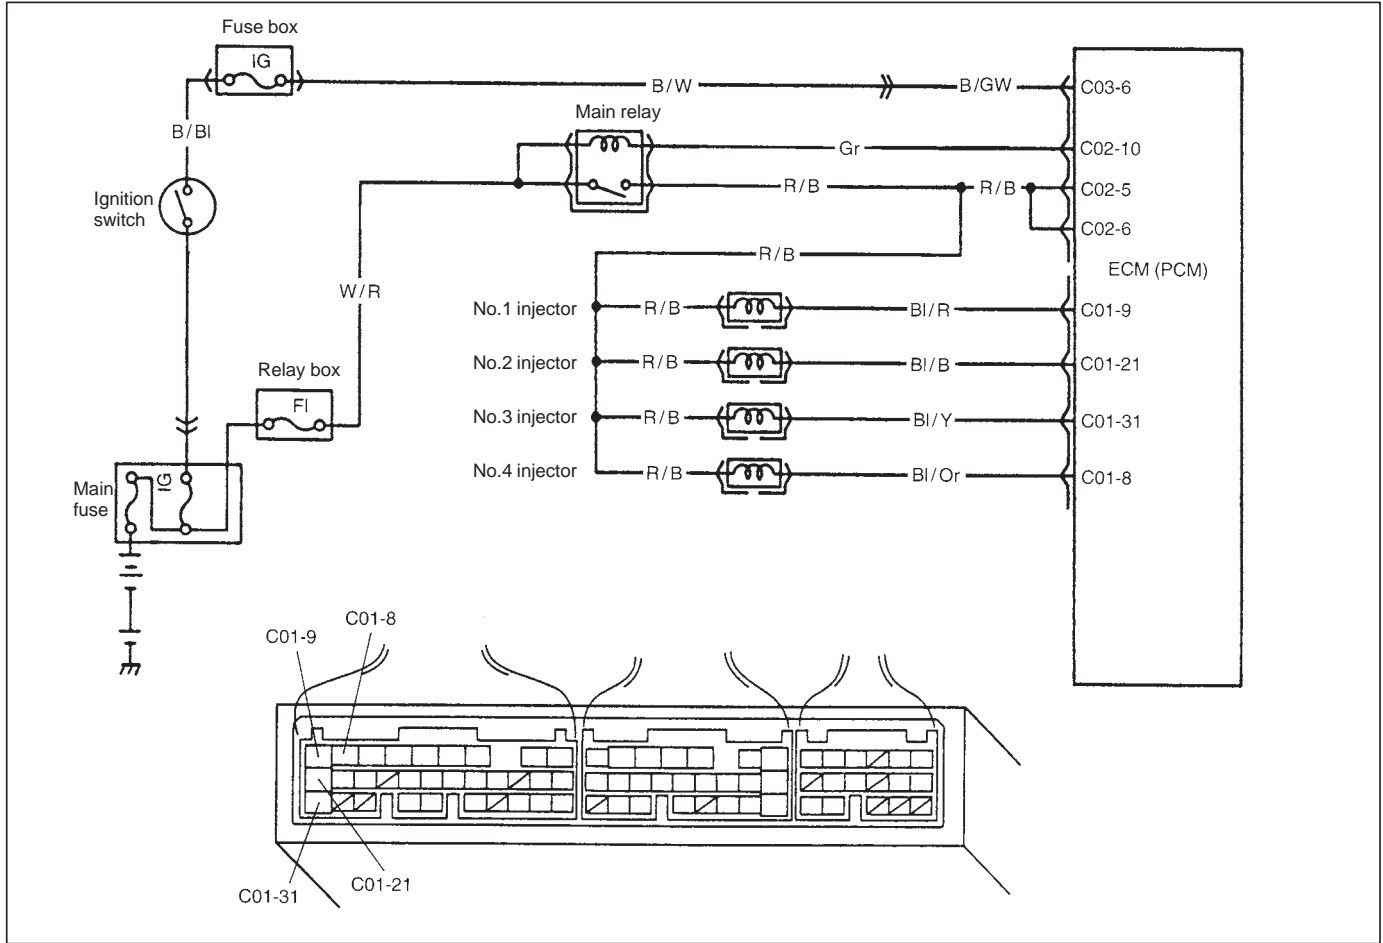 Fuse box
IG
B/W
B/GW
C03-6
Main relay
B/Bl
Gr
C02-10
Ignition
switch
R/B
R/B
C02-5
C02-6
R/B
ECM (PCM)
W/R
No.1 injector
R/B
Bl/R
C01-9
No.2 injector
R/B
Bl/B
C01-21
Relay box
FI
No.3 injector
R/B
Bl/Y
C01-31
No.4 injector
R/B
Bl/Or
C01-8
Main
fuse
IG
C01-8
C01-9
C01-21
C01-31